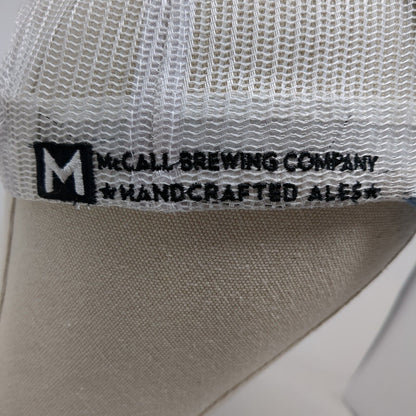 M McCALL BREWING COMPANY
★HANDCRAFTED ALES★